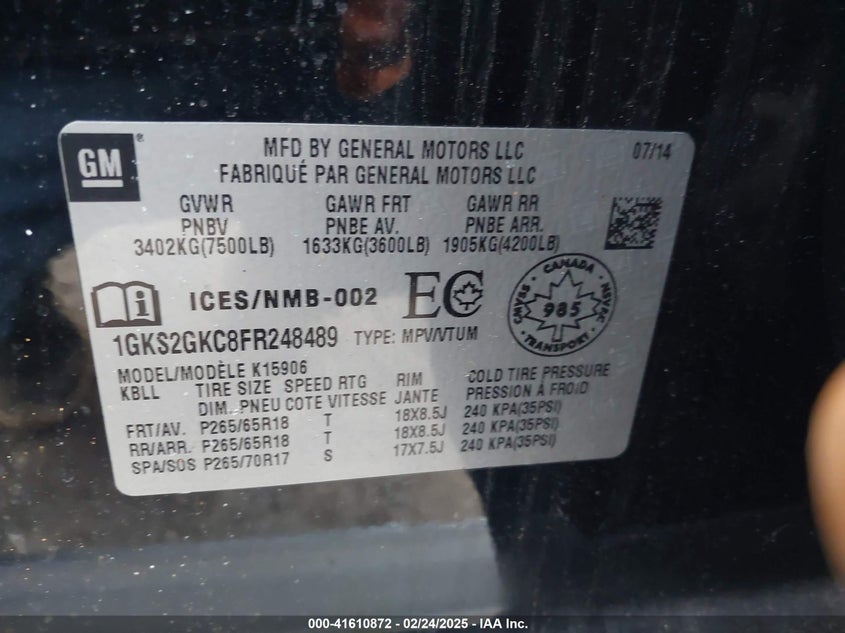 GM
MFD BY GENERAL MOTORS LLC 07/14
FABRIQUÉ PAR GENERAL MOTORS LLC
GVWR GAWR FRT GAWR RR
PNBV PNBE AV. PNBE ARR.
3402KG(7500LB) 1633KG(3600LB) 1905KG(4200LB)
ICES/NMB-002 EC
CANADA
CMVSS 985 NSVAC
TRANSPORT
1GKS2GKC8FR248489 TYPE: MPV/VTUM
MODEL/MODÈLE K15906
KBLL TIRE SIZE SPEED RTG RIM COLD TIRE PRESSURE
DIM. PNEU COTE VITESSE JANTE PRESSION À FROID
FRT/AV. P265/65R18 T 18X8.5J 240 KPA(35PSI)
RR/ARR. P265/65R18 T 18X8.5J 240 KPA(35PSI)
SPA/SOS P265/70R17 S 17X7.5J 240 KPA(35PSI)
000-41610872 - 02/24/2025 - IAA Inc.